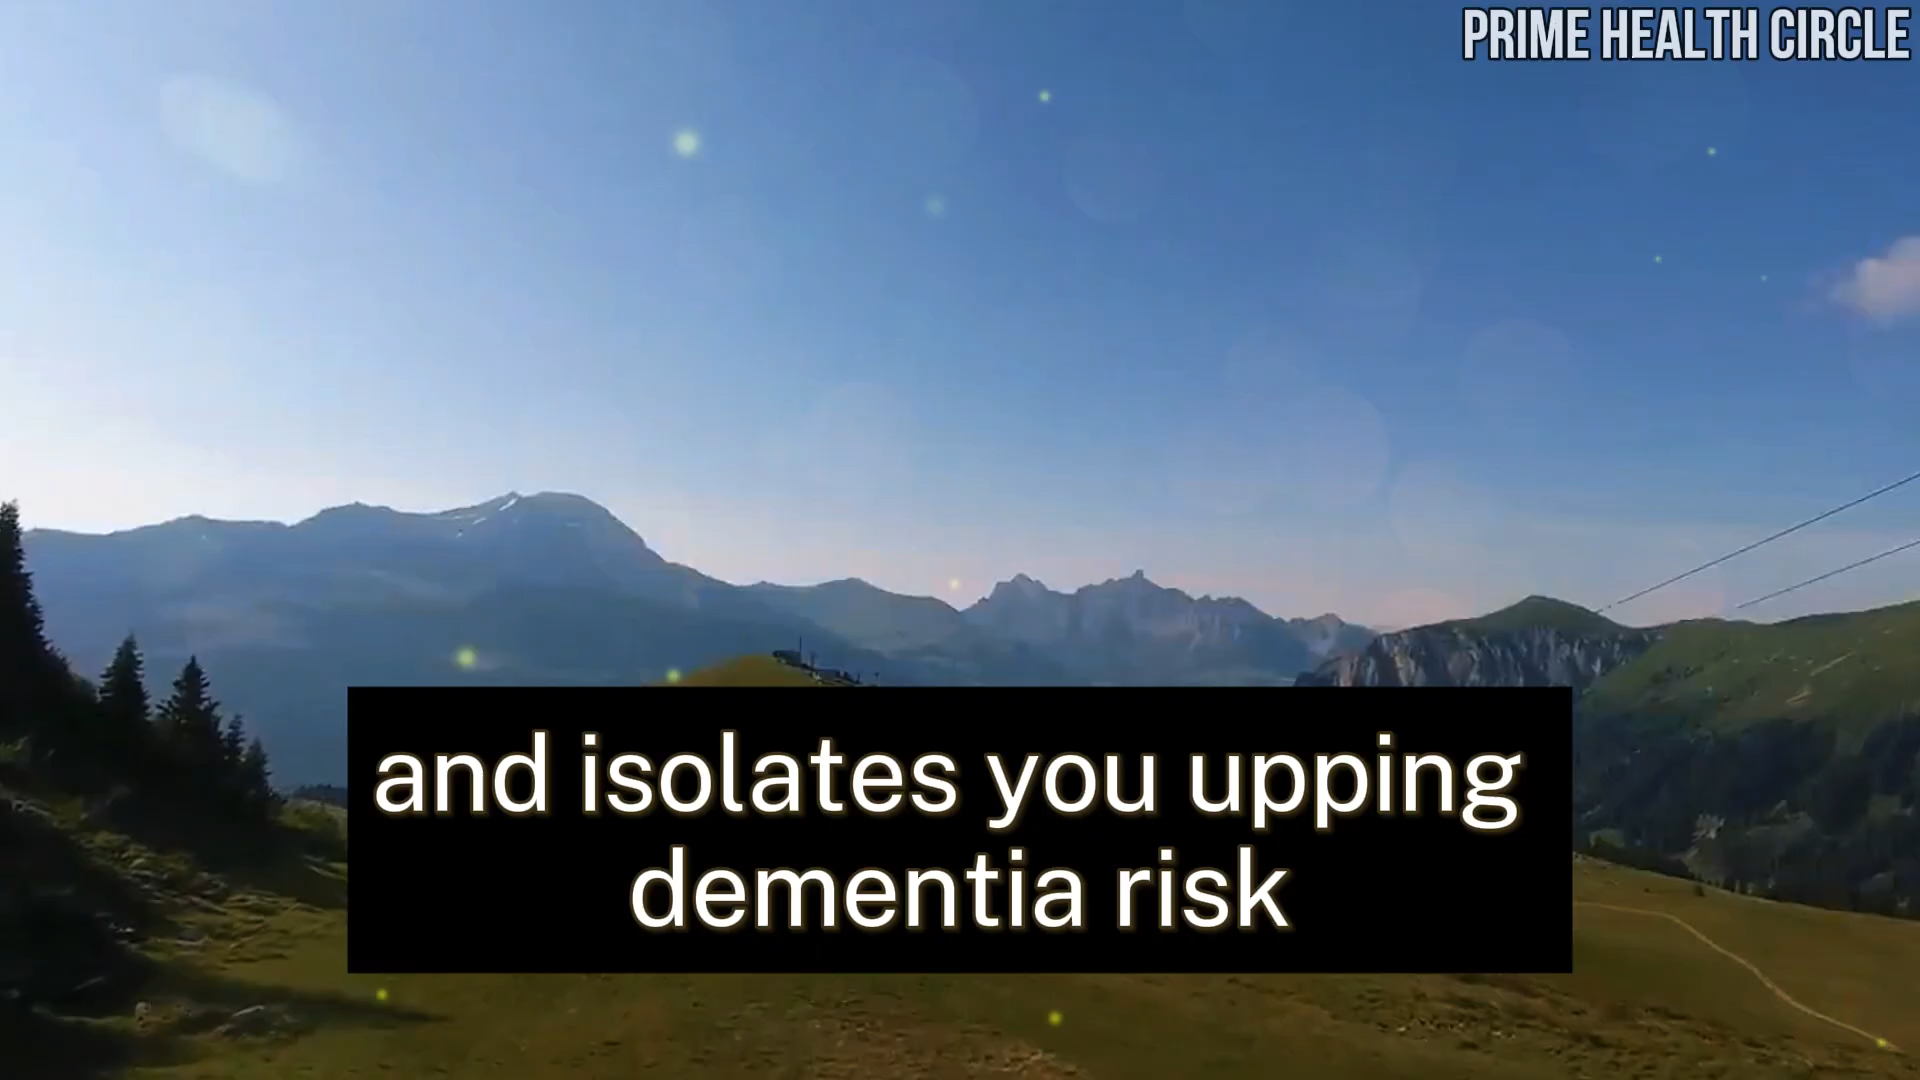 PRIME HEALTH CIRCLE
and isolates you upping
dementia risk